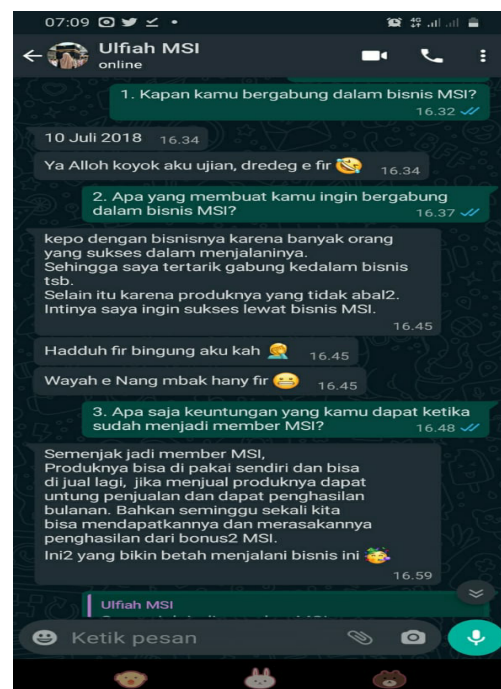 07:09
4G
Ulfiah MSI
online
1. Kapan kamu bergabung dalam bisnis MSI?
16.32
10 Juli 2018 16.34
Ya Alloh koyok aku ujian, dredeg e fir 16.34
2. Apa yang membuat kamu ingin bergabung
dalam bisnis MSI? 16.37
kepo dengan bisnisnya karena banyak orang
yang sukses dalam menjalaninya.
Sehingga saya tertarik gabung kedalam bisnis
tsb.
Selain itu karena produknya yang tidak abal2.
Intinya saya ingin sukses lewat bisnis MSI.
16.45
Hadduh fir bingung aku kah 16.45
Wayah e Nang mbak hany fir 16.45
3. Apa saja keuntungan yang kamu dapat ketika
sudah menjadi member MSI? 16.48
Semenjak jadi member MSI,
Produknya bisa di pakai sendiri dan bisa
di jual lagi, jika menjual produknya dapat
untung penjualan dan dapat penghasilan
bulanan. Bahkan seminggu sekali kita
bisa mendapatkannya dan merasakannya
penghasilan dari bonus2 MSI.
Ini2 yang bikin betah menjalani bisnis ini
16.59
Ulfiah MSI
Ketik pesan